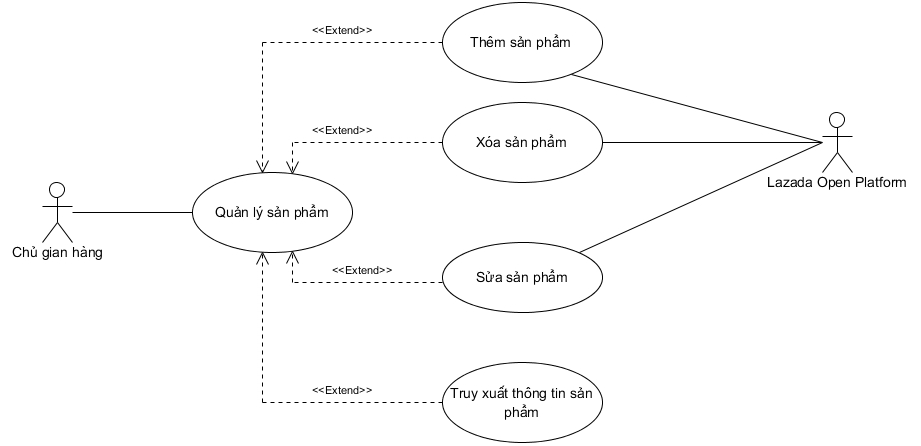 <<Extend>>
Thêm sản phẩm
<<Extend>>
Xóa sản phẩm
Lazada Open Platform
Quản lý sản phẩm
Chủ gian hàng
<<Extend>>
Sửa sản phẩm
<<Extend>>
Truy xuất thông tin sản
phẩm